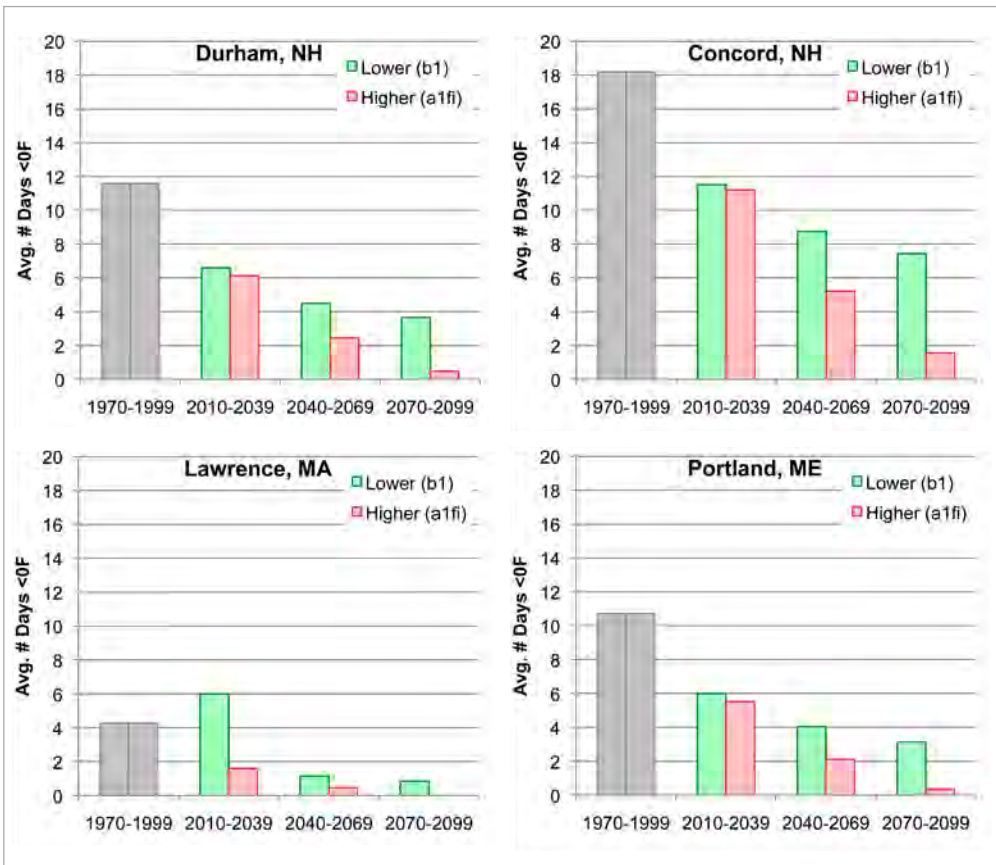 Durham, NH
Lower (b1)
Higher (a1fi)
Avg. # Days <0F
20
18
16
14
12
10
8
6
4
2
0
1970-1999 2010-2039 2040-2069 2070-2099
Concord, NH
Lower (b1)
Higher (a1fi)
Avg. # Days <0F
20
18
16
14
12
10
8
6
4
2
0
1970-1999 2010-2039 2040-2069 2070-2099
Lawrence, MA
Lower (b1)
Higher (a1fi)
Avg. # Days <0F
20
18
16
14
12
10
8
6
4
2
0
1970-1999 2010-2039 2040-2069 2070-2099
Portland, ME
Lower (b1)
Higher (a1fi)
Avg. # Days <0F
20
18
16
14
12
10
8
6
4
2
0
1970-1999 2010-2039 2040-2069 2070-2099